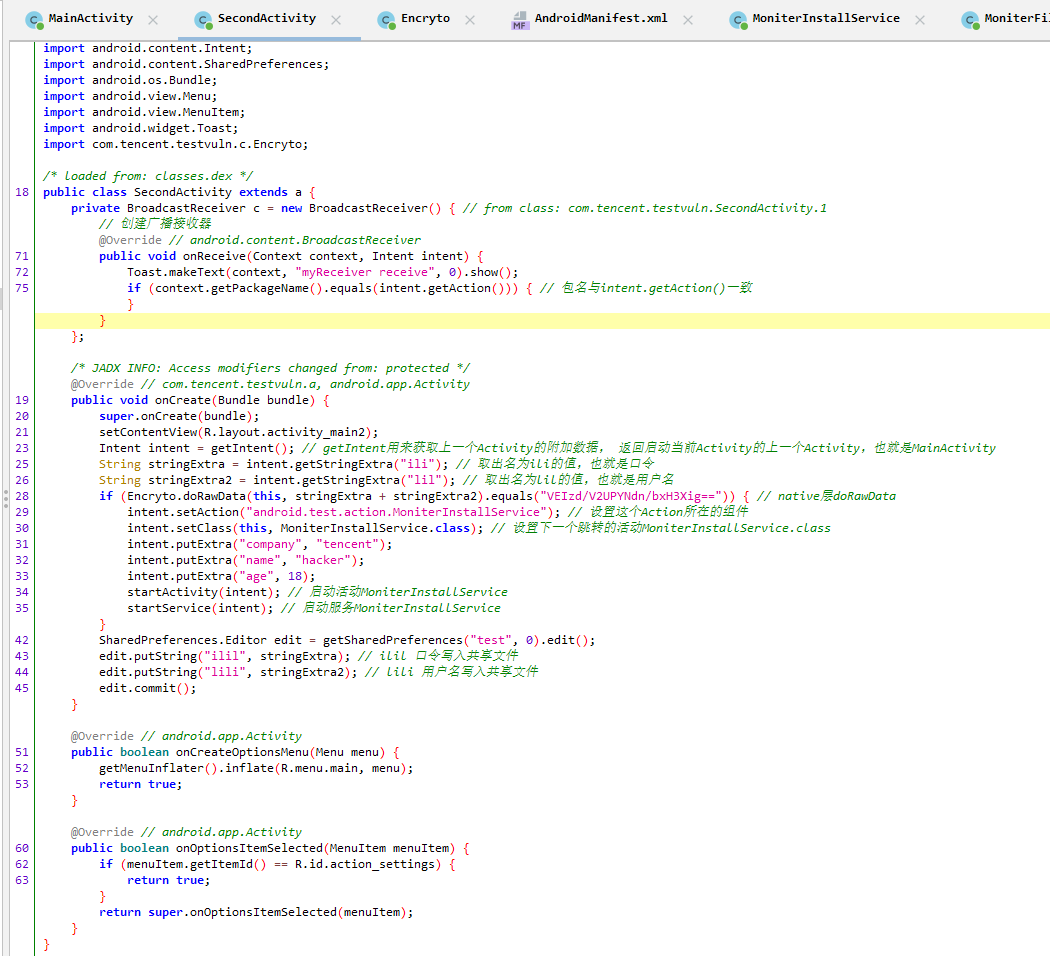 MainActivity SecondActivity Encryto MF AndroidManifest.xml MoniterInstallService MoniterFil
import android.content.Intent;
import android.content.SharedPreferences;
import android.os.Bundle;
import android.view.Menu;
import android.view.MenuItem;
import android.widget.Toast;
import com.tencent.testvuln.c.Encryto;
/* loaded from: classes.dex */
18 public class SecondActivity extends a {
private BroadcastReceiver c = new BroadcastReceiver() { // from class: com.tencent.testvuln.SecondActivity.1
// 创建广播接收器
@Override // android.content.BroadcastReceiver
71 public void onReceive(Context context, Intent intent) {
72 Toast.makeText(context, "myReceiver receive", 0).show();
75 if (context.getPackageName().equals(intent.getAction())) { // 包名与intent.getAction()一致
}
}
};
/* JADX INFO: Access modifiers changed from: protected */
@Override // com.tencent.testvuln.a, android.app.Activity
19 public void onCreate(Bundle bundle) {
20 super.onCreate(bundle);
21 setContentView(R.layout.activity_main2);
23 Intent intent = getIntent(); // getIntent用来获取上一个Activity的附加数据， 返回启动当前Activity的上一个Activity，也就是MainActivity
25 String stringExtra = intent.getStringExtra("ili"); // 取出名为ili的值，也就是口令
26 String stringExtra2 = intent.getStringExtra("lil"); // 取出名为lil的值，也就是用户名
28 if (Encryto.doRawData(this, stringExtra + stringExtra2).equals("VEIzd/V2UPYNdn/bxH3Xig==")) { // native层doRawData
29 intent.setAction("android.test.action.MoniterInstallService"); // 设置这个Action所在的组件
30 intent.setClass(this, MoniterInstallService.class); // 设置下一个跳转的活动MoniterInstallService.class
31 intent.putExtra("company", "tencent");
32 intent.putExtra("name", "hacker");
33 intent.putExtra("age", 18);
34 startActivity(intent); // 启动活动MoniterInstallService
35 startService(intent); // 启动服务MoniterInstallService
}
42 SharedPreferences.Editor edit = getSharedPreferences("test", 0).edit();
43 edit.putString("ilil", stringExtra); // ilil 口令写入共享文件
44 edit.putString("lili", stringExtra2); // lili 用户名写入共享文件
45 edit.commit();
}
@Override // android.app.Activity
51 public boolean onCreateOptionsMenu(Menu menu) {
52 getMenuInflater().inflate(R.menu.main, menu);
53 return true;
}
@Override // android.app.Activity
60 public boolean onOptionsItemSelected(MenuItem menuItem) {
62 if (menuItem.getItemId() == R.id.action_settings) {
63 return true;
}
return super.onOptionsItemSelected(menuItem);
}
}